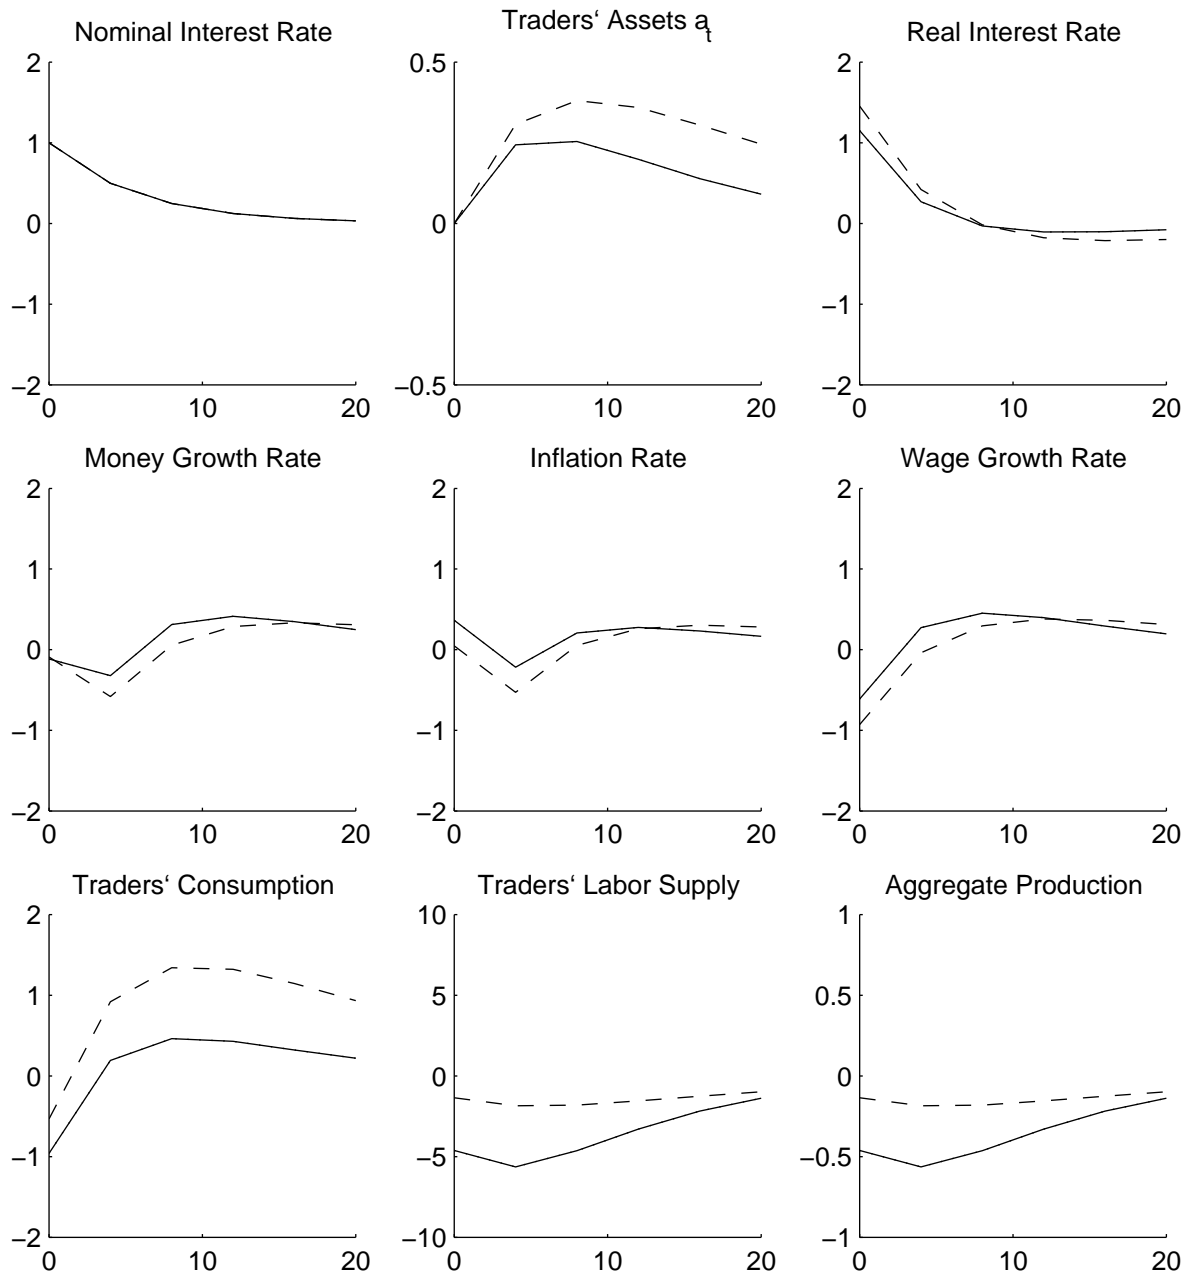 Nominal Interest Rate
2
1
0
−1
−2
0 10 20
Traders‘ Assets at
0.5
0
−0.5
0 10 20
Real Interest Rate
2
1
0
−1
−2
0 10 20
Money Growth Rate
2
1
0
−1
−2
0 10 20
Inflation Rate
2
1
0
−1
−2
0 10 20
Wage Growth Rate
2
1
0
−1
−2
0 10 20
Traders‘ Consumption
2
1
0
−1
−2
0 10 20
Traders‘ Labor Supply
10
5
0
−5
−10
0 10 20
Aggregate Production
1
0.5
0
−0.5
−1
0 10 20